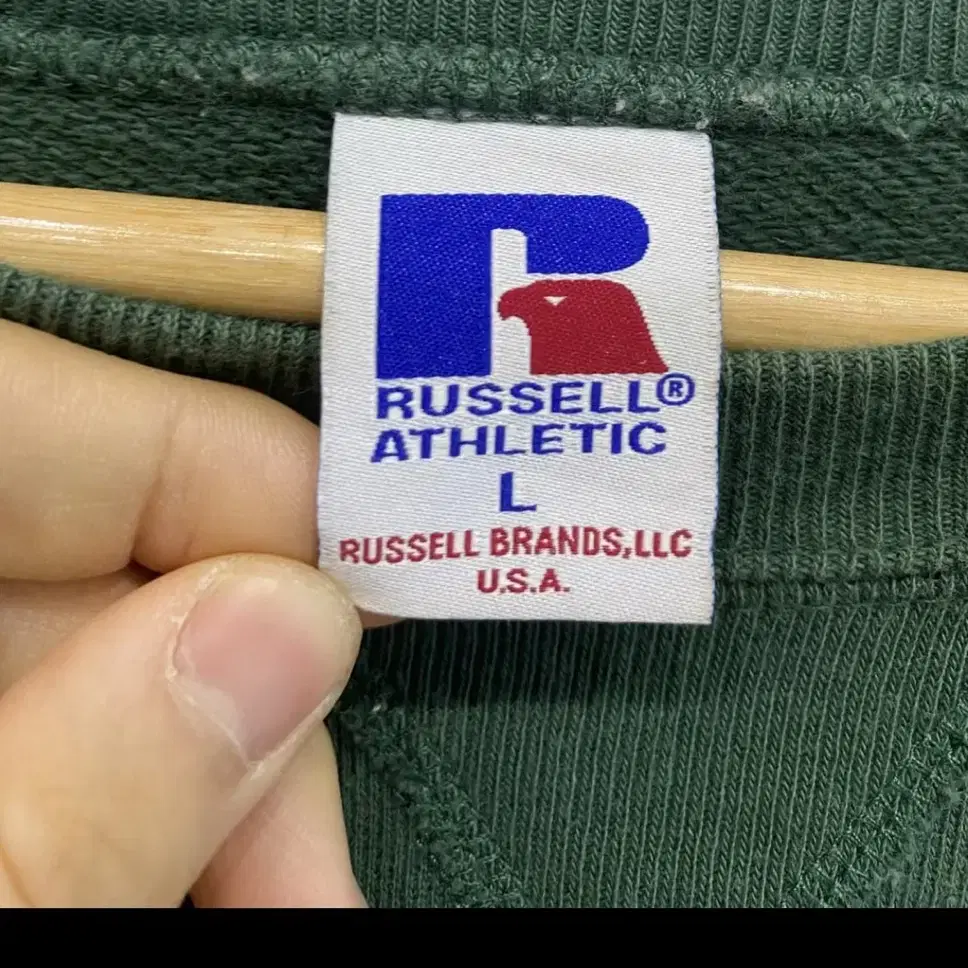 RUSSELL®
ATHLETIC
L
RUSSELL BRANDS,LLC
U.S.A.